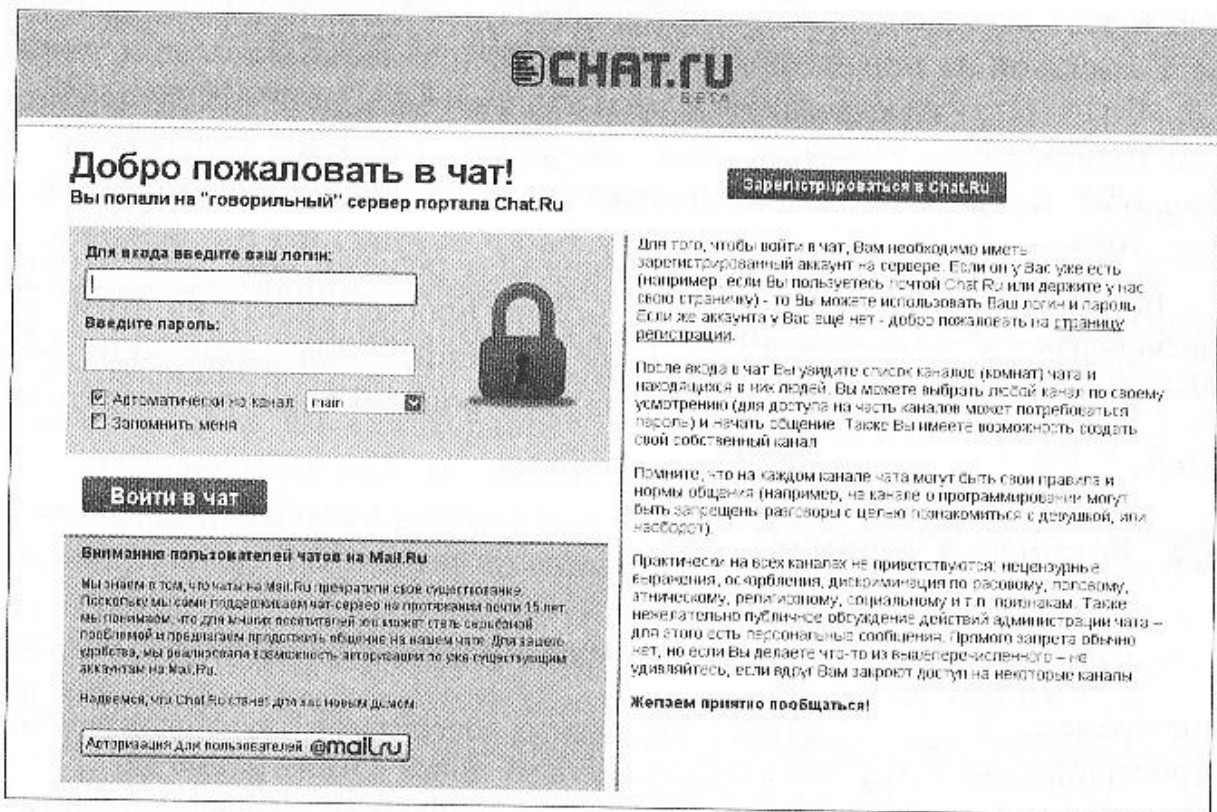 CHAT.ru
BETA
Добро пожаловать в чат!
Вы попали на "говорильный" сервер портала Chat.Ru
Для входа введите ваш логин:
Введите пароль:
Автоматически на канал main
Запомнить меня
Войти в чат
Вниманию пользователей чатов на Mail.Ru
Мы знаем о том, что чаты на Mail.Ru прекратили свое существование.
Поскольку мы сами поддерживаем чат-сервер на протяжении почти 15 лет,
мы понимаем, что для многих посетителей это может стать серьёзной
проблемой и предлагаем продолжить общение на нашем чате. Для вашего
удобства, мы реализовали возможность авторизации по уже существующим
аккаунтам на Mail.Ru.
Надеемся, что Chat.Ru станет для вас новым домом.
Авторизация для пользователей @mail.ru
Зарегистрироваться в Chat.Ru
Для того, чтобы войти в чат, Вам необходимо иметь
зарегистрированный аккаунт на сервере. Если он у Вас уже есть
(например, если Вы пользуетесь почтой Chat.Ru или держите у нас
свою страничку) - то Вы можете использовать Ваш логин и пароль.
Если же аккаунта у Вас ещё нет - добро пожаловать на страницу
регистрации.
После входа в чат Вы увидите список каналов (комнат) чата и
находящихся в них людей. Вы можете выбрать любой канал по своему
усмотрению (для доступа на часть каналов может потребоваться
пароль) и начать общение. Также Вы имеете возможность создать
свой собственный канал.
Помните, что на каждом канале чата могут быть свои правила и
нормы общения (например, на канале о программировании могут
быть запрещены разговоры с целью познакомиться с девушкой, или
наоборот).
Практически на всех каналах не приветствуются: нецензурные
выражения, оскорбления, дискриминация по расовому, половому,
этническому, религиозному, социальному и т.п. признакам. Также
нежелательно публичное обсуждение действий администрации чата –
для этого есть персональные сообщения. Прямого запрета обычно
нет, но если Вы делаете что-то из вышеперечисленного – не
удивляйтесь, если вдруг Вам закроют доступ на некоторые каналы.
Желаем приятно пообщаться!